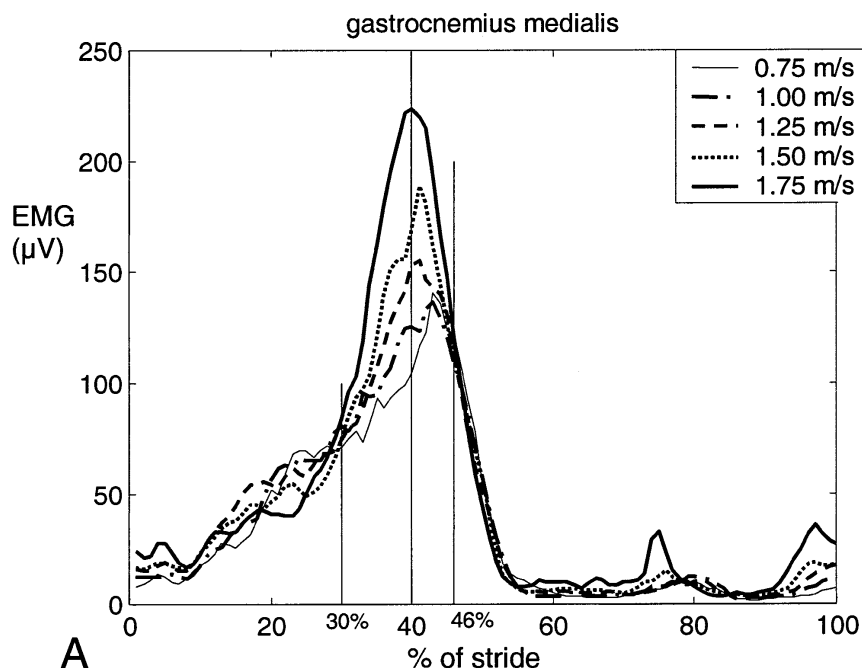 gastrocnemius medialis
250
200
150
100
50
0
EMG
(µV)
0.75 m/s
1.00 m/s
1.25 m/s
1.50 m/s
1.75 m/s
0 20 30% 40 46% 60 80 100
% of stride
A